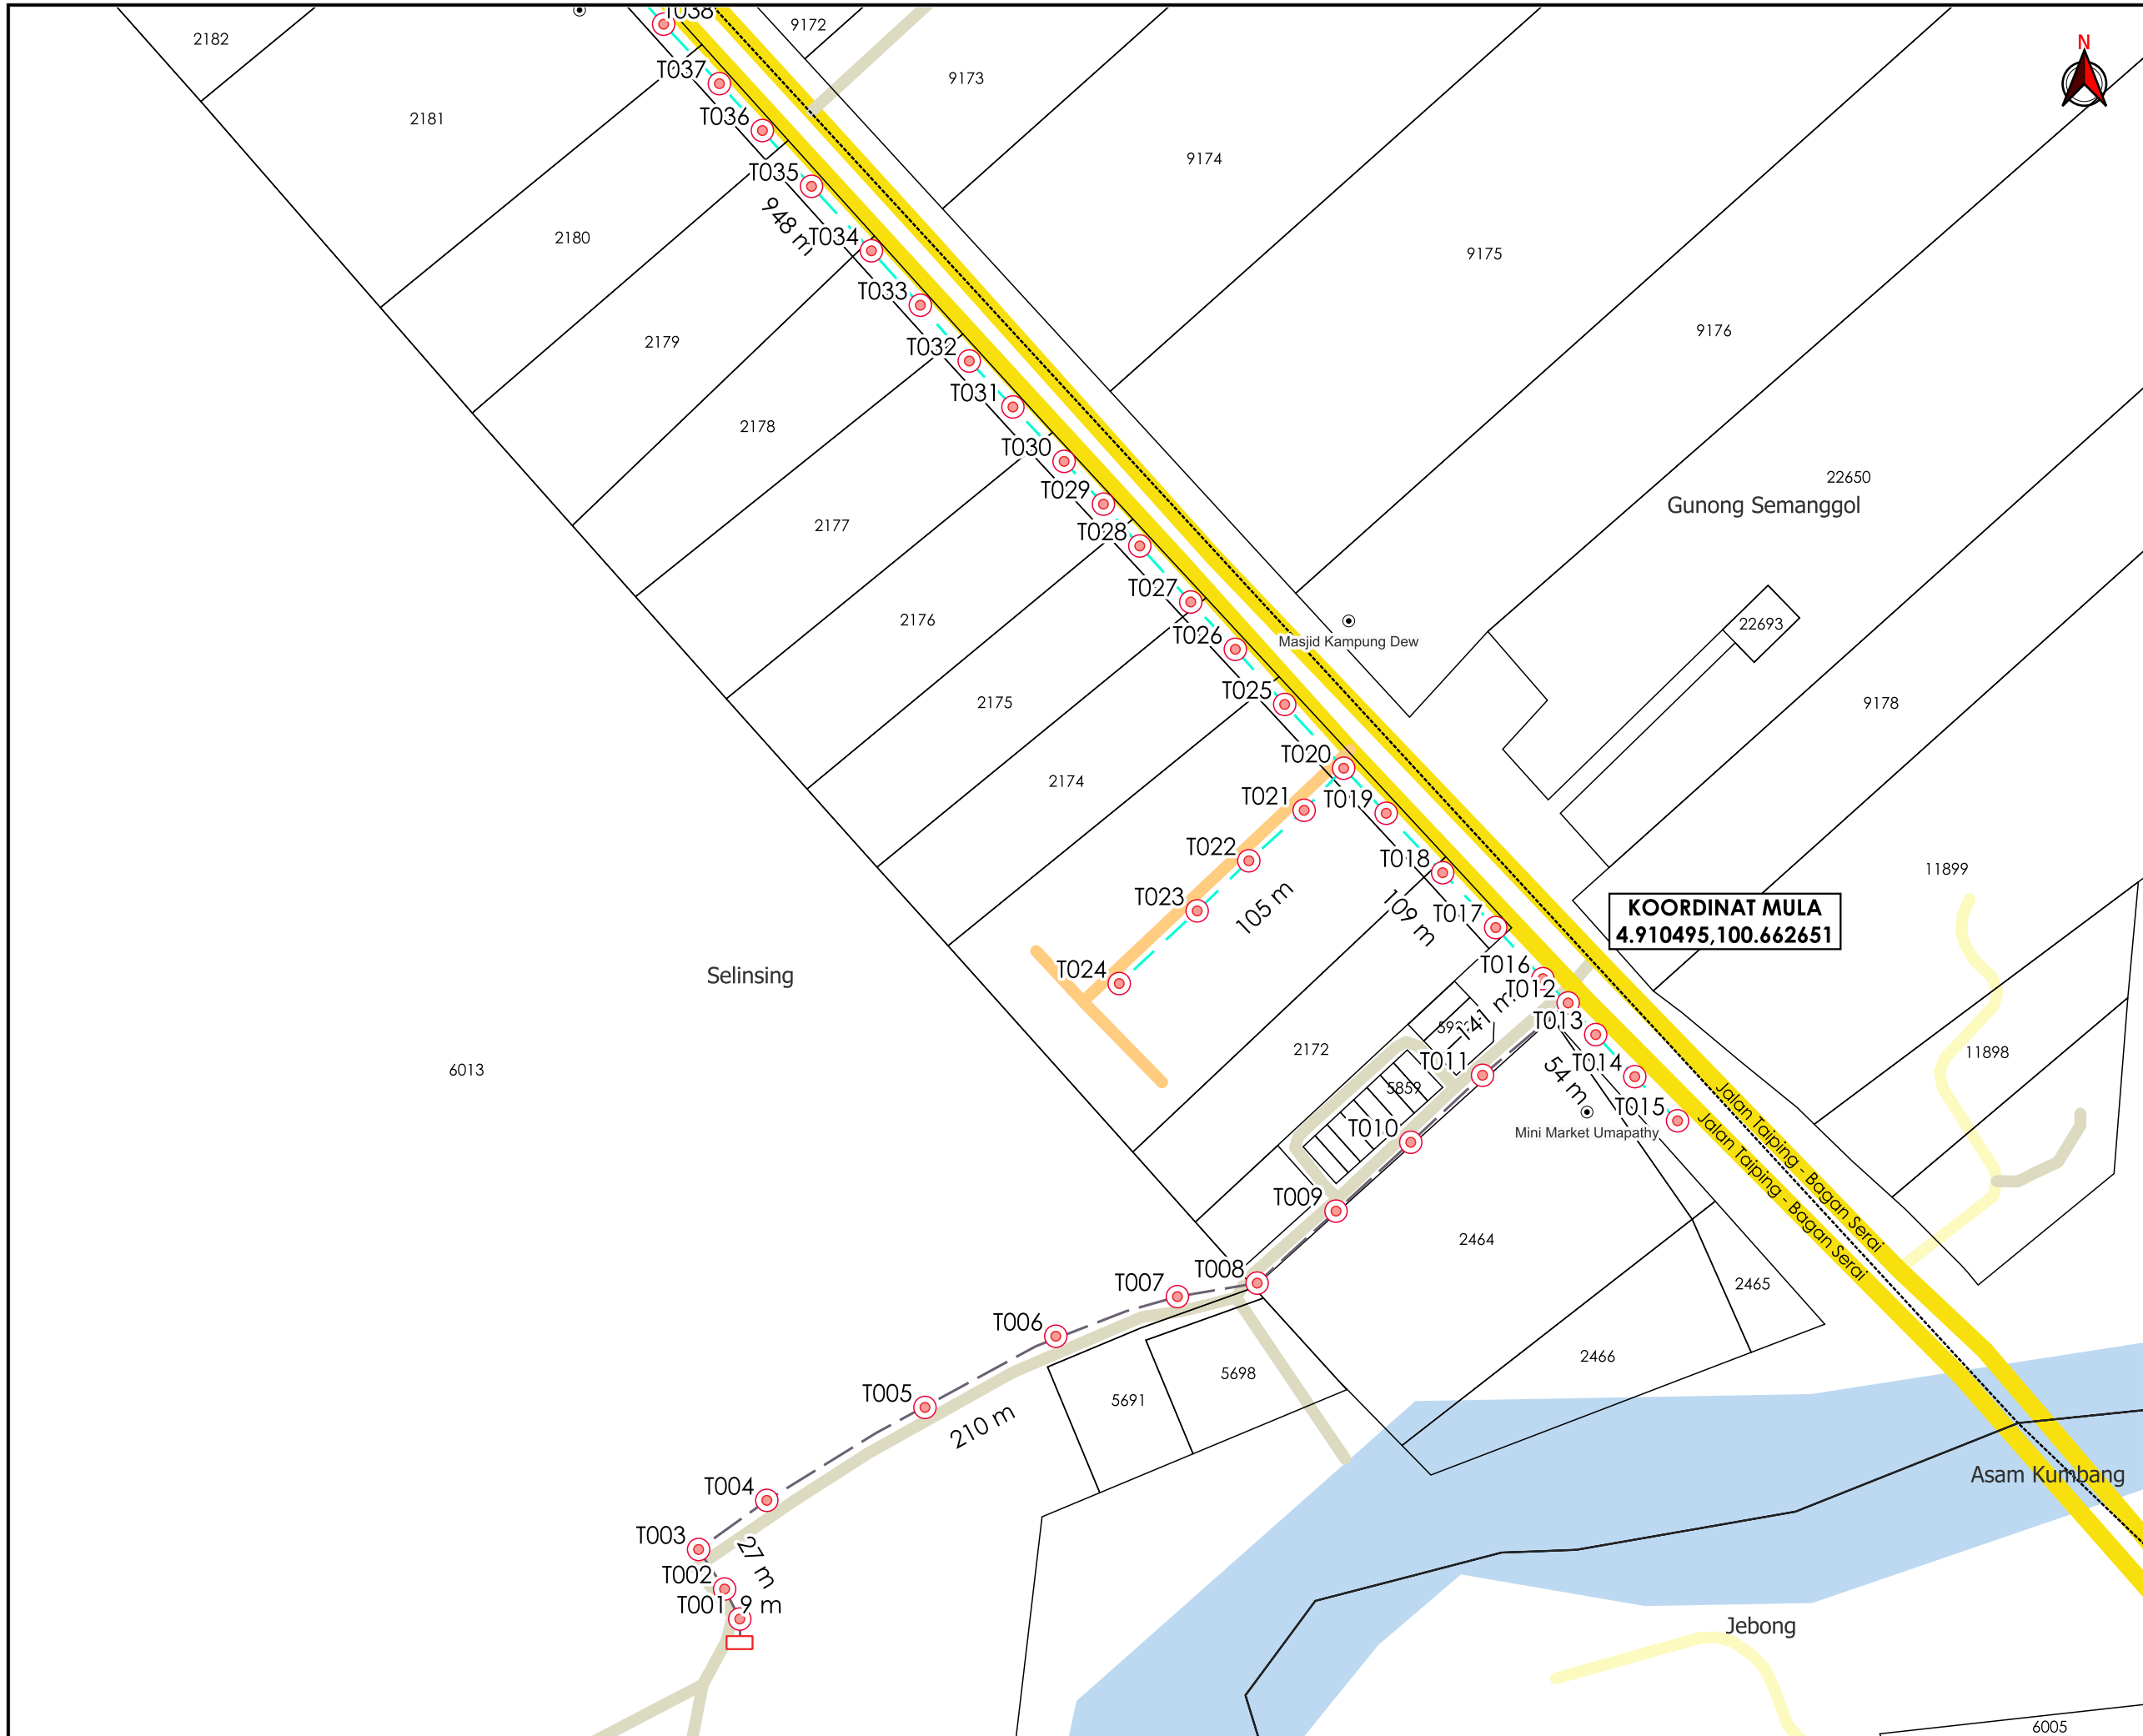 T038
9172
2182
N
T037
9173
2181
T036
9174
T035
948 m
2180
T034
9175
T033
9176
2179
T032
T031
2178
T030
22650
T029
Gunong Semanggol
2177
T028
T027
2176
22693
T026
Masjid Kampung Dew
T025
2175
9178
T020
2174
T021
T019
T022
T018
11899
T023
105 m
109 m
T017
KOORDINAT MULA
4.910495,100.662651
T024
T016
Selinsing
T012
141 m
T013
2172
11898
T011
T014
54 m
6013
5859
T015
T010
Mini Market Umapathy
Jalan Taiping - Bagan Serai
Jalan Taiping - Bagan Serai
T009
2464
T008
T007
2465
T006
2466
5698
T005
5691
210 m
Asam Kumbang
T004
T003
27 m
T002
T001
9 m
Jebong
6005